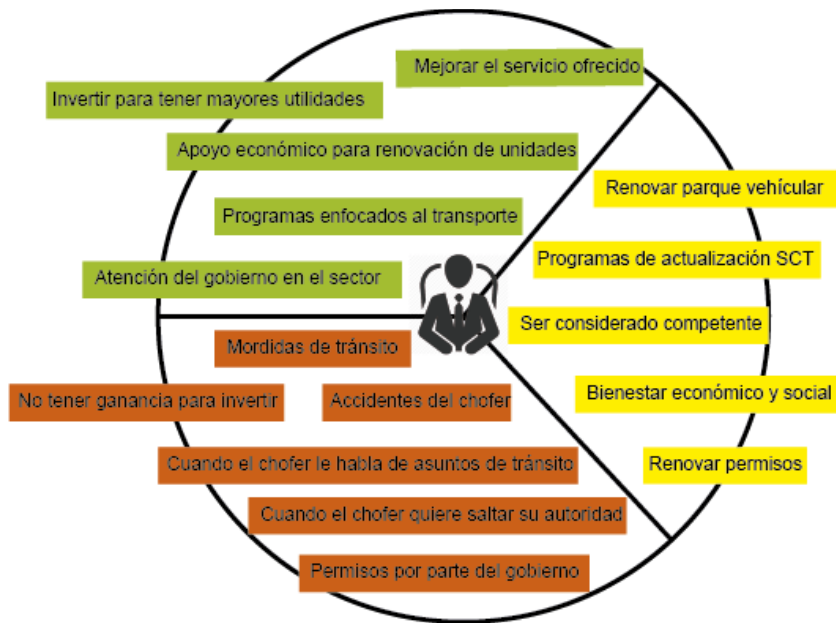 Mejorar el servicio ofrecido
Invertir para tener mayores utilidades
Apoyo económico para renovación de unidades
Programas enfocados al transporte
Atención del gobierno en el sector
Renovar parque vehícular
Programas de actualización SCT
Ser considerado competente
Bienestar económico y social
Renovar permisos
Mordidas de tránsito
No tener ganancia para invertir
Accidentes del chofer
Cuando el chofer le habla de asuntos de tránsito
Cuando el chofer quiere saltar su autoridad
Permisos por parte del gobierno